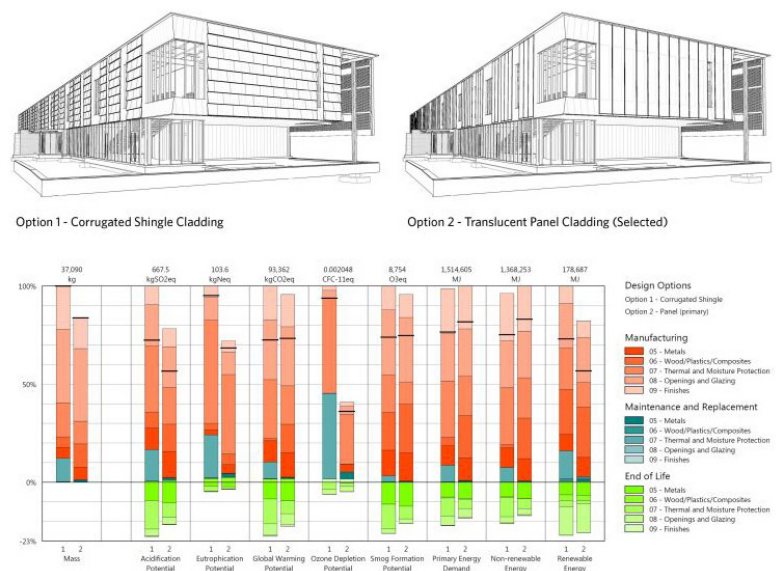 Option 1 - Corrugated Shingle Cladding
Option 2 - Translucent Panel Cladding (Selected)
37,090
kg
667.5
kgSO2eq
103.6
kgNeq
93,362
kgCO2eq
0.002048
CFC-11eq
8,754
O3eq
1,514,605
MJ
1,368,253
MJ
178,687
MJ
100%
50%
0%
-23%
1 2
Mass
1 2
Acidification
Potential
1 2
Eutrophication
Potential
1 2
Global Warming
Potential
1 2
Ozone Depletion
Potential
1 2
Smog Formation
Potential
1 2
Primary Energy
Demand
1 2
Non-renewable
Energy
1 2
Renewable
Energy
Design Options
Option 1 - Corrugated Shingle
Option 2 - Panel (primary)
Manufacturing
05 - Metals
06 - Wood/Plastics/Composites
07 - Thermal and Moisture Protection
08 - Openings and Glazing
09 - Finishes
Maintenance and Replacement
05 - Metals
06 - Wood/Plastics/Composites
07 - Thermal and Moisture Protection
08 - Openings and Glazing
09 - Finishes
End of Life
05 - Metals
06 - Wood/Plastics/Composites
07 - Thermal and Moisture Protection
08 - Openings and Glazing
09 - Finishes